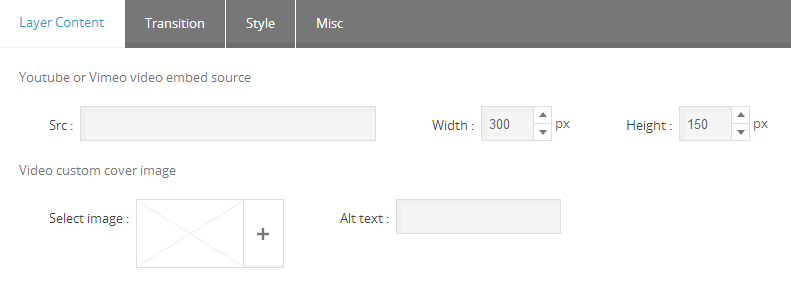 Layer Content Transition Style Misc
Youtube or Vimeo video embed source
Src : Width : 300 px Height : 150 px
Video custom cover image
Select image : + Alt text :